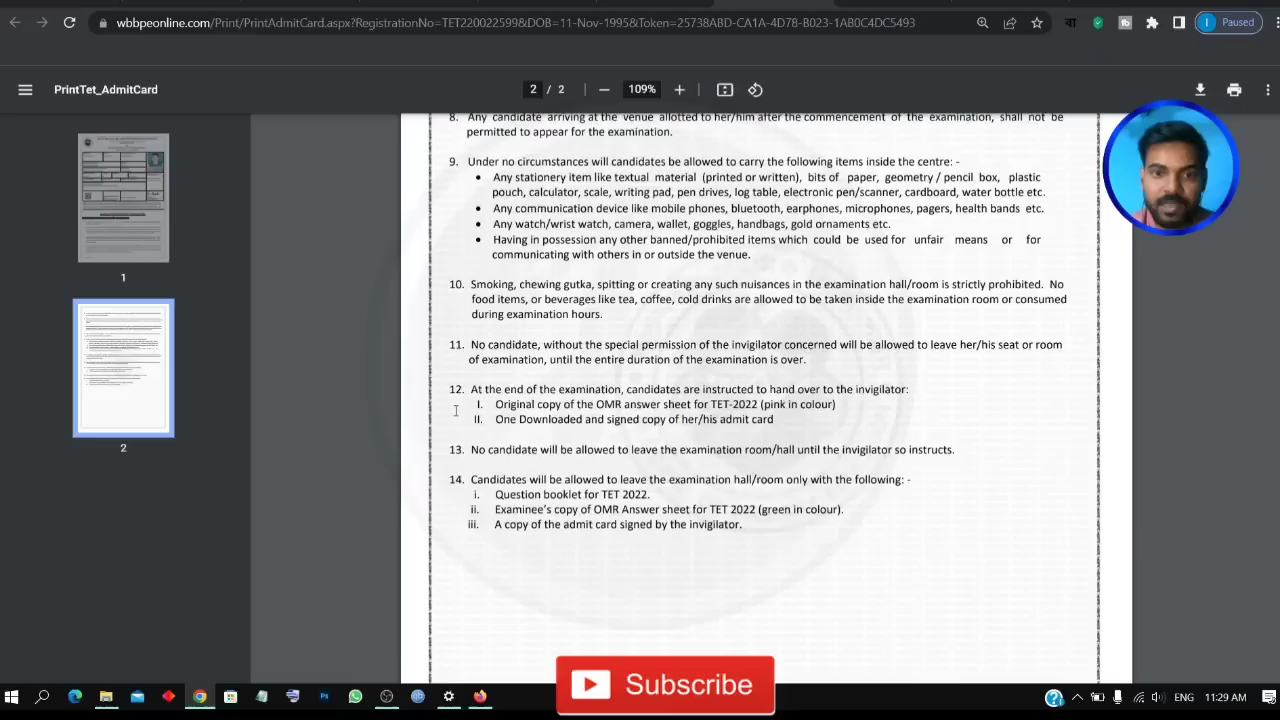 wbbpeonline.com/Print/PrintAdmitCard.aspx?RegistrationNo=TET220022599&DOB=11-Nov-1995&Token=25738ABD-CA1A-4D78-B023-1AB0C4DC5493
বা
I Paused
PrintTet_AdmitCard
2 / 2
109%
8. Any candidate arriving at the venue allotted to her/him after the commencement of the examination, shall not be
permitted to appear for the examination.
9. Under no circumstances will candidates be allowed to carry the following items inside the centre: -
• Any stationery item like textual material (printed or written), bits of paper, geometry / pencil box, plastic
pouch, calculator, scale, writing pad, pen drives, log table, electronic pen/scanner, cardboard, water bottle etc.
• Any communication device like mobile phones, bluetooth, earphones, microphones, pagers, health bands etc.
• Any watch/wrist watch, camera, wallet, goggles, handbags, gold ornaments etc.
• Having in possession any other banned/prohibited items which could be used for unfair means or for
communicating with others in or outside the venue.
10. Smoking, chewing gutka, spitting or creating any such nuisances in the examination hall/room is strictly prohibited. No
food items, or beverages like tea, coffee, cold drinks are allowed to be taken inside the examination room or consumed
during examination hours.
11. No candidate, without the special permission of the invigilator concerned will be allowed to leave her/his seat or room
of examination, until the entire duration of the examination is over.
12. At the end of the examination, candidates are instructed to hand over to the invigilator:
I. Original copy of the OMR answer sheet for TET-2022 (pink in colour)
II. One Downloaded and signed copy of her/his admit card
13. No candidate will be allowed to leave the examination room/hall until the invigilator so instructs.
14. Candidates will be allowed to leave the examination hall/room only with the following: -
i. Question booklet for TET 2022.
ii. Examinee's copy of OMR Answer sheet for TET 2022 (green in colour).
iii. A copy of the admit card signed by the invigilator.
1
2
Subscribe
ENG
11:29 AM